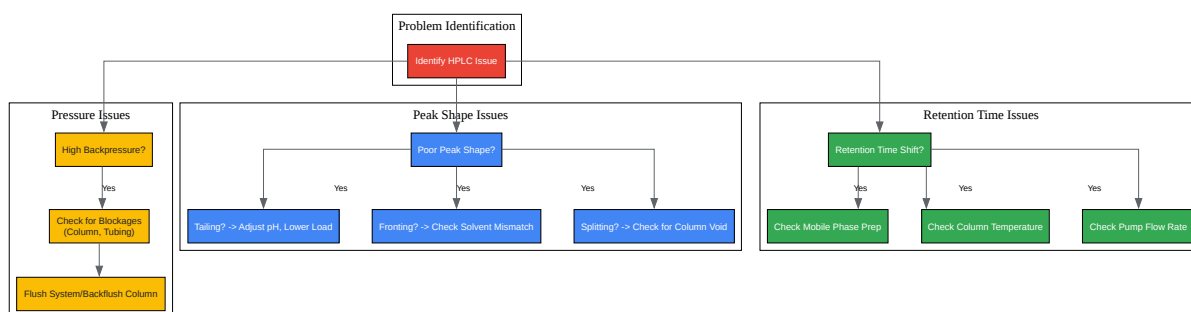 Problem Identification
Identify HPLC Issue
Pressure Issues
High Backpressure?
Yes
Check for Blockages
(Column, Tubing)
Flush System/Backflush Column
Peak Shape Issues
Poor Peak Shape?
Yes
Yes
Yes
Tailing? -> Adjust pH, Lower Load
Fronting? -> Check Solvent Mismatch
Splitting? -> Check for Column Void
Retention Time Issues
Retention Time Shift?
Yes
Yes
Yes
Check Mobile Phase Prep
Check Column Temperature
Check Pump Flow Rate